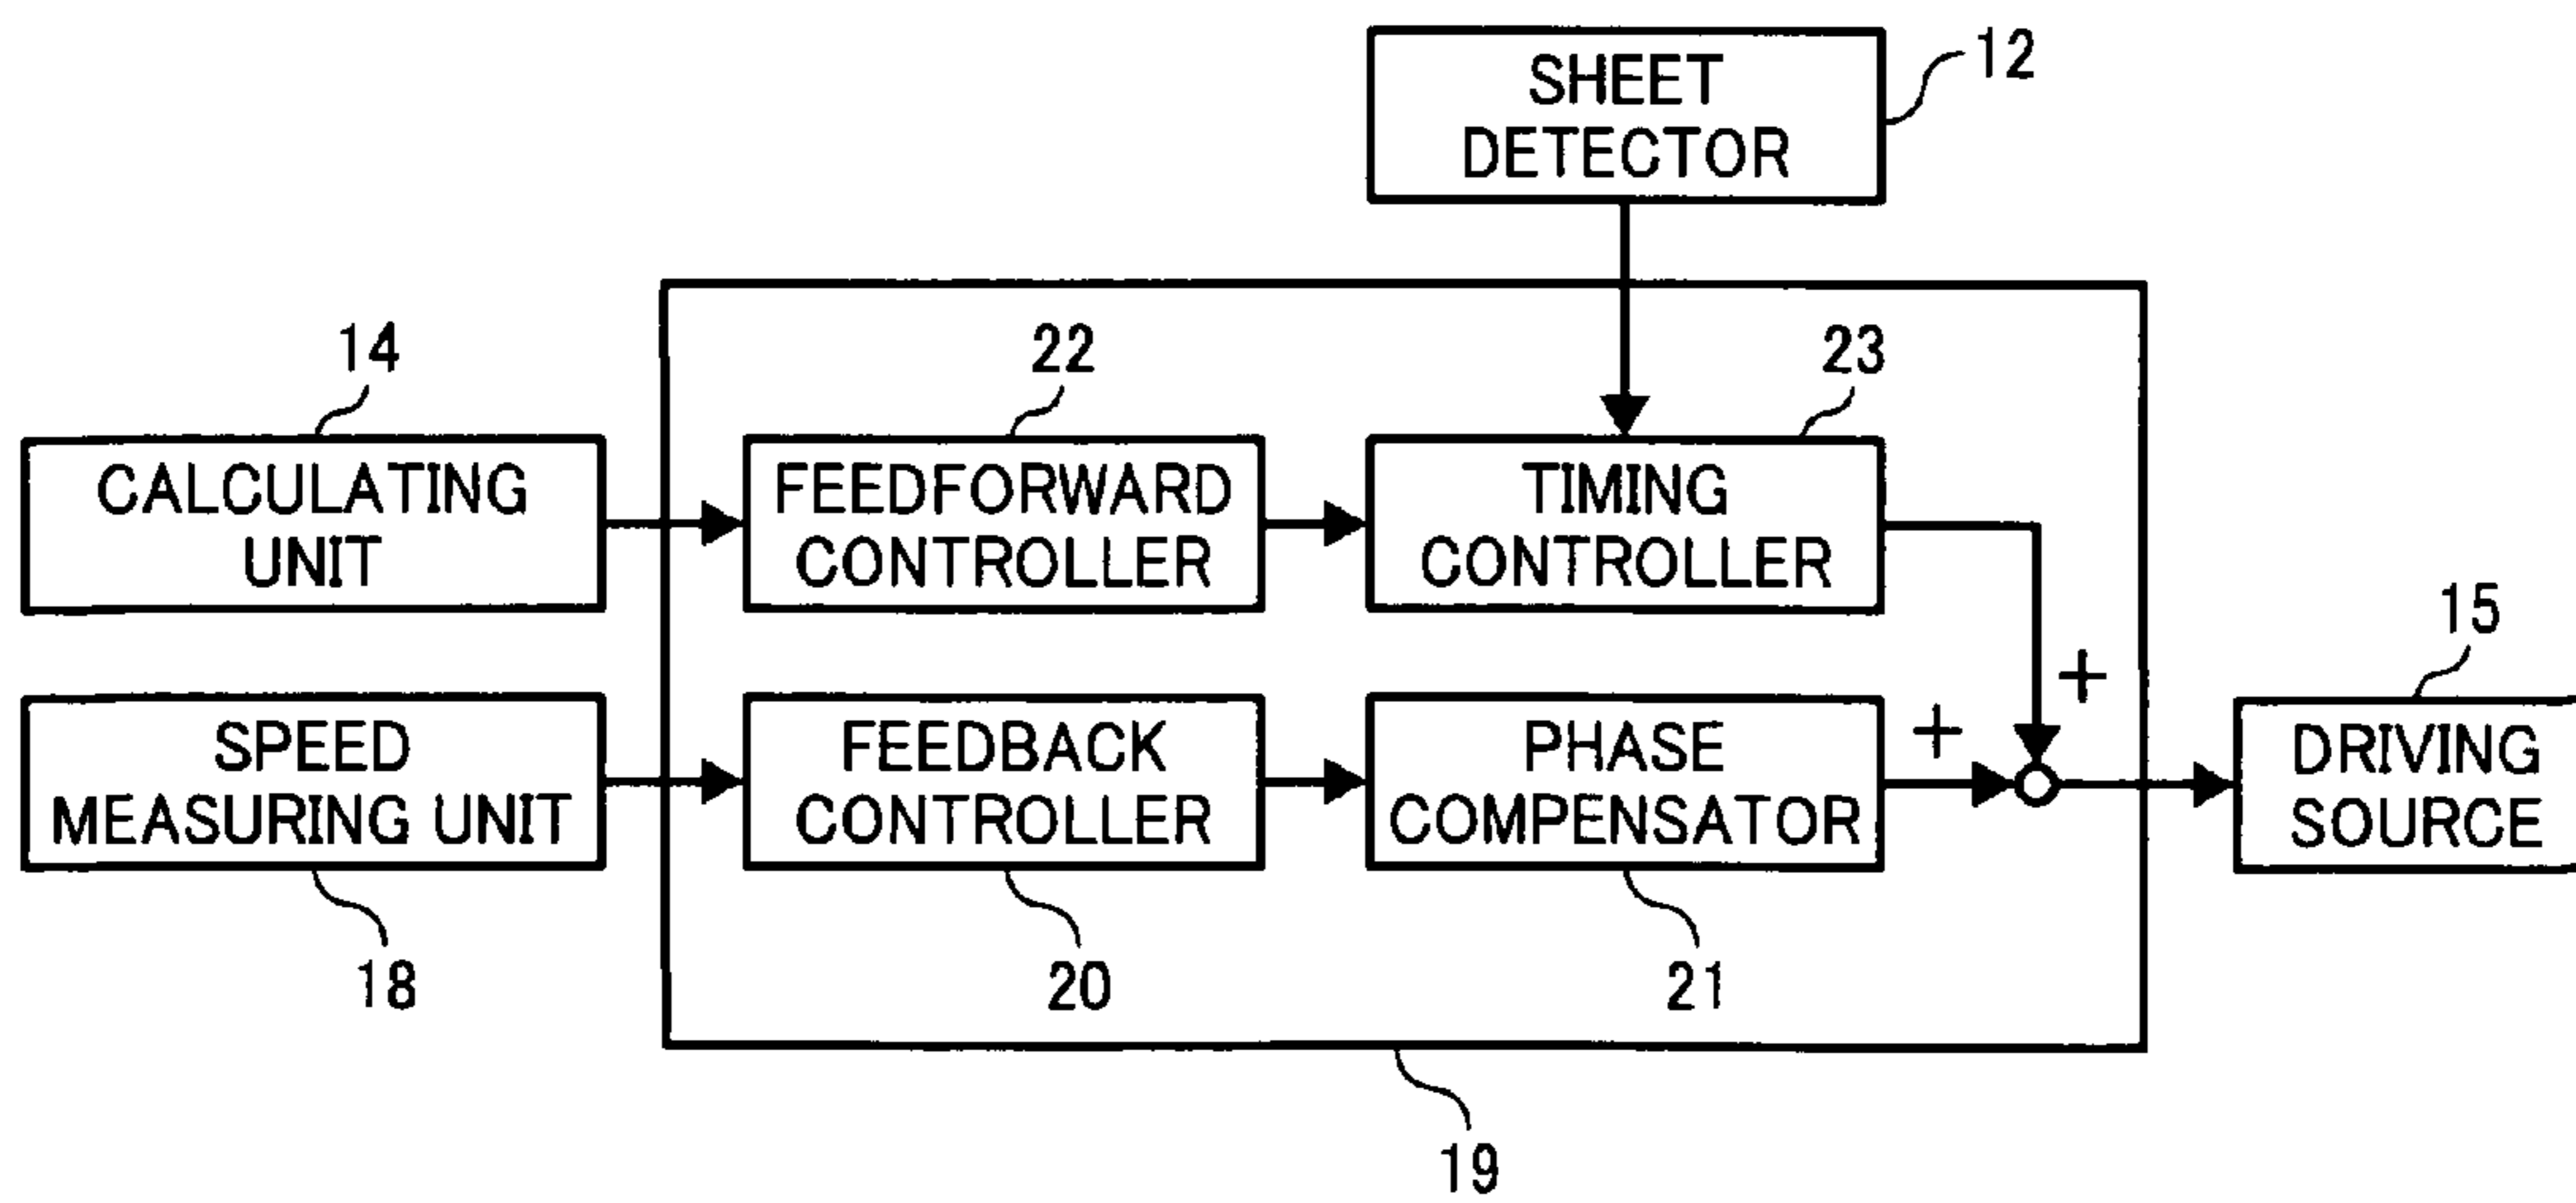 SHEET
DETECTOR
12
14
22
23
CALCULATING
UNIT
FEEDFORWARD
CONTROLLER
TIMING
CONTROLLER
15
+
+
SPEED
MEASURING UNIT
FEEDBACK
CONTROLLER
PHASE
COMPENSATOR
DRIVING
SOURCE
18
20
21
19